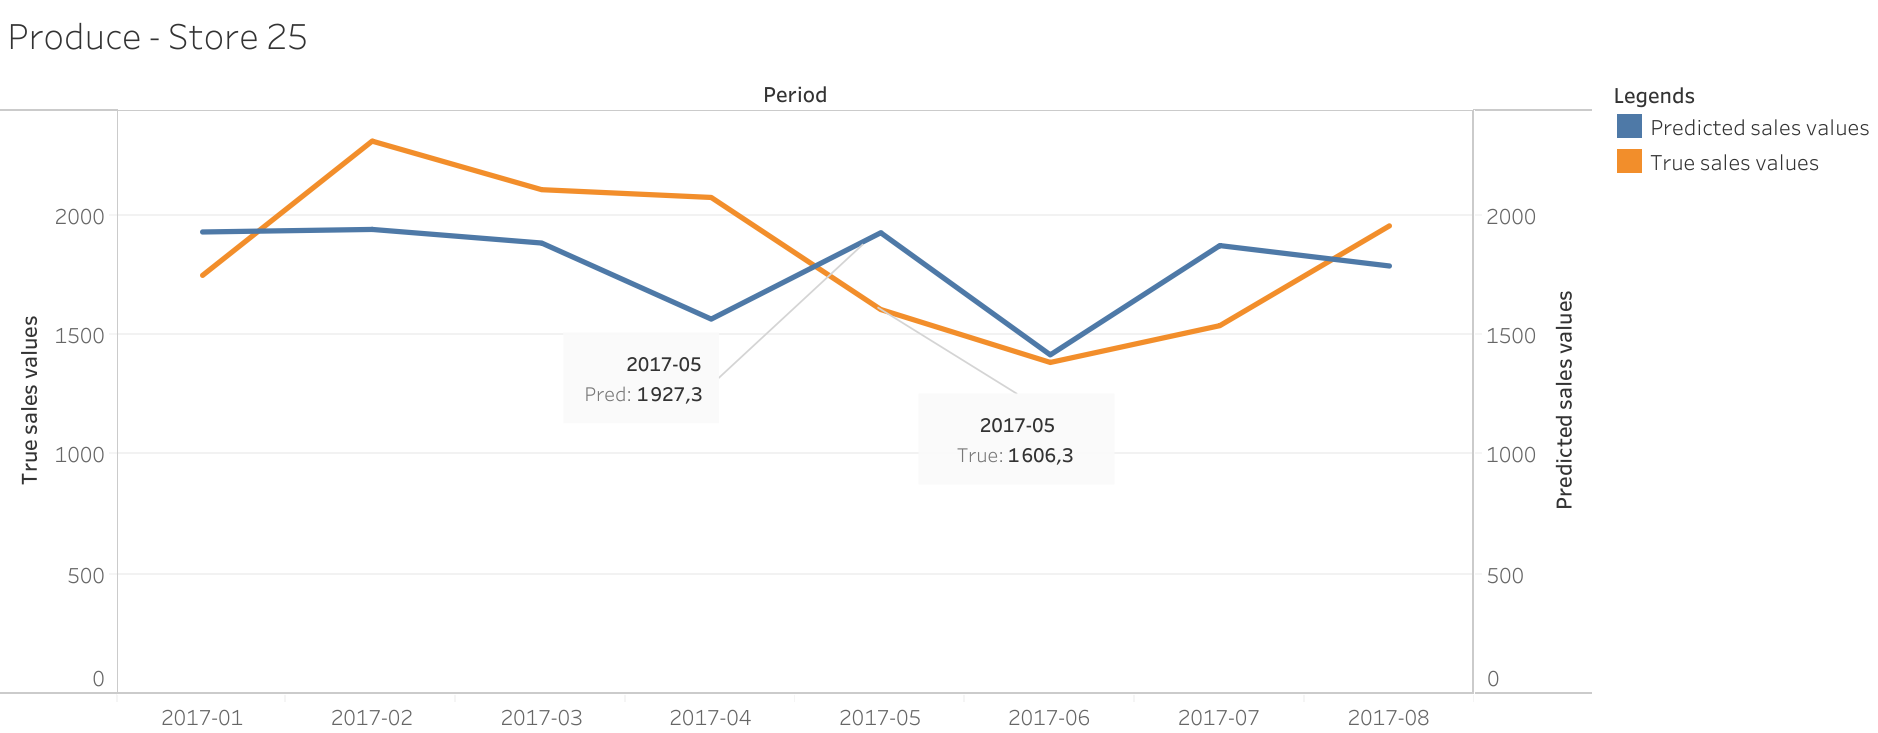 Produce - Store 25
Period
Legends
Predicted sales values
True sales values
True sales values
2000
1500
1000
500
0
2017-05
Pred: 1927,3
2017-05
True: 1606,3
2000
1500
1000
500
0
Predicted sales values
2017-01 2017-02 2017-03 2017-04 2017-05 2017-06 2017-07 2017-08